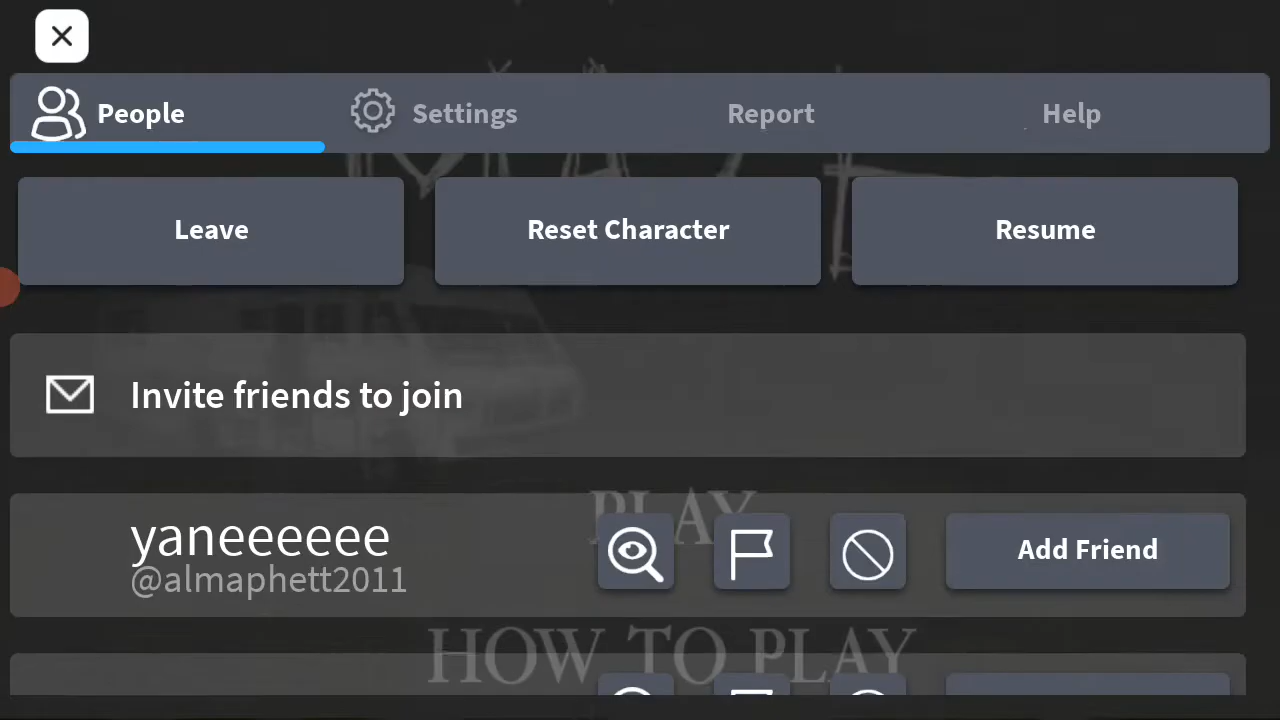 People
Settings
Report
Help
Leave
Reset Character
Resume
Invite friends to join
PLAY
yaneeeeee
@almaphett2011
Add Friend
HOW TO PLAY